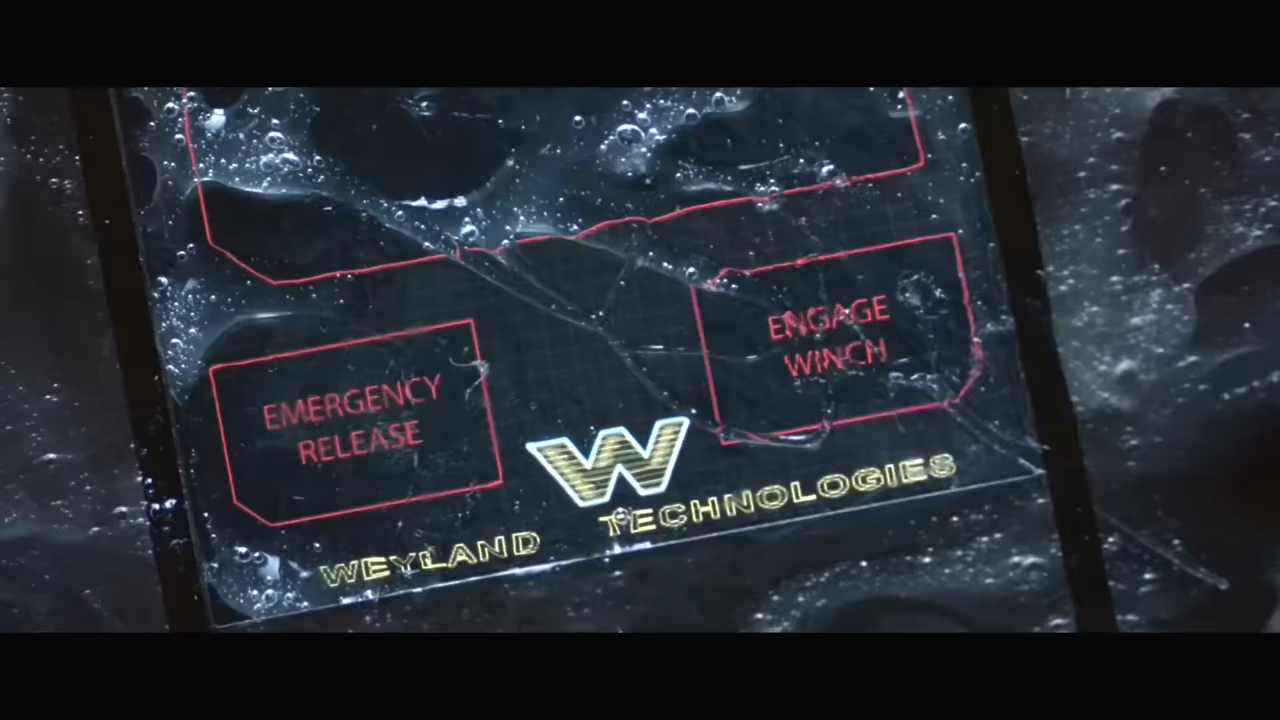 EMERGENCY
RELEASE
ENGAGE
WINCH
W
WEYLAND TECHNOLOGIES